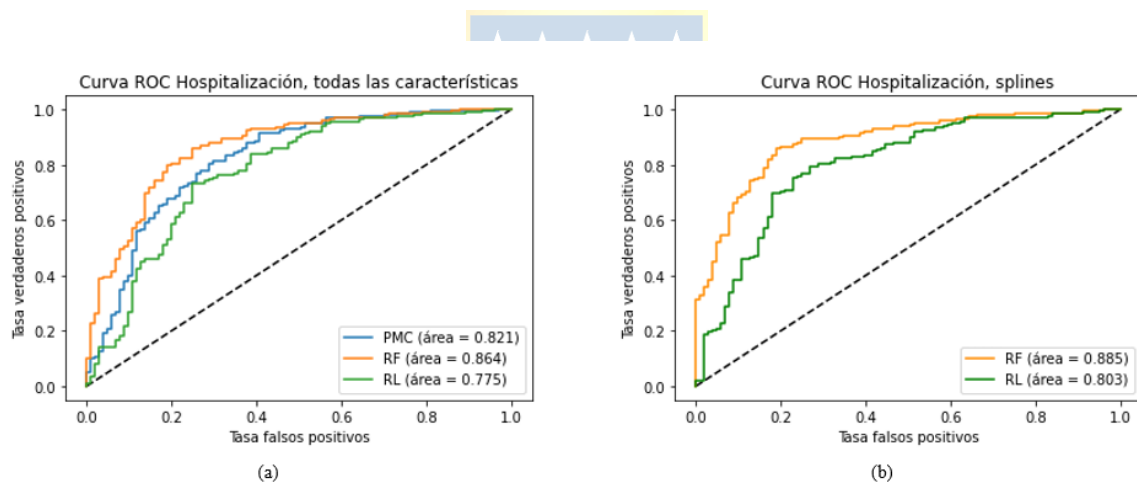 Curva ROC Hospitalización, todas las características
Tasa verdaderos positivos
1.0
0.8
0.6
0.4
0.2
0.0
PMC (área = 0.821)
RF (área = 0.864)
RL (área = 0.775)
0.0 0.2 0.4 0.6 0.8 1.0
Tasa falsos positivos
(a)
Curva ROC Hospitalización, splines
Tasa verdaderos positivos
1.0
0.8
0.6
0.4
0.2
0.0
RF (área = 0.885)
RL (área = 0.803)
0.0 0.2 0.4 0.6 0.8 1.0
Tasa falsos positivos
(b)